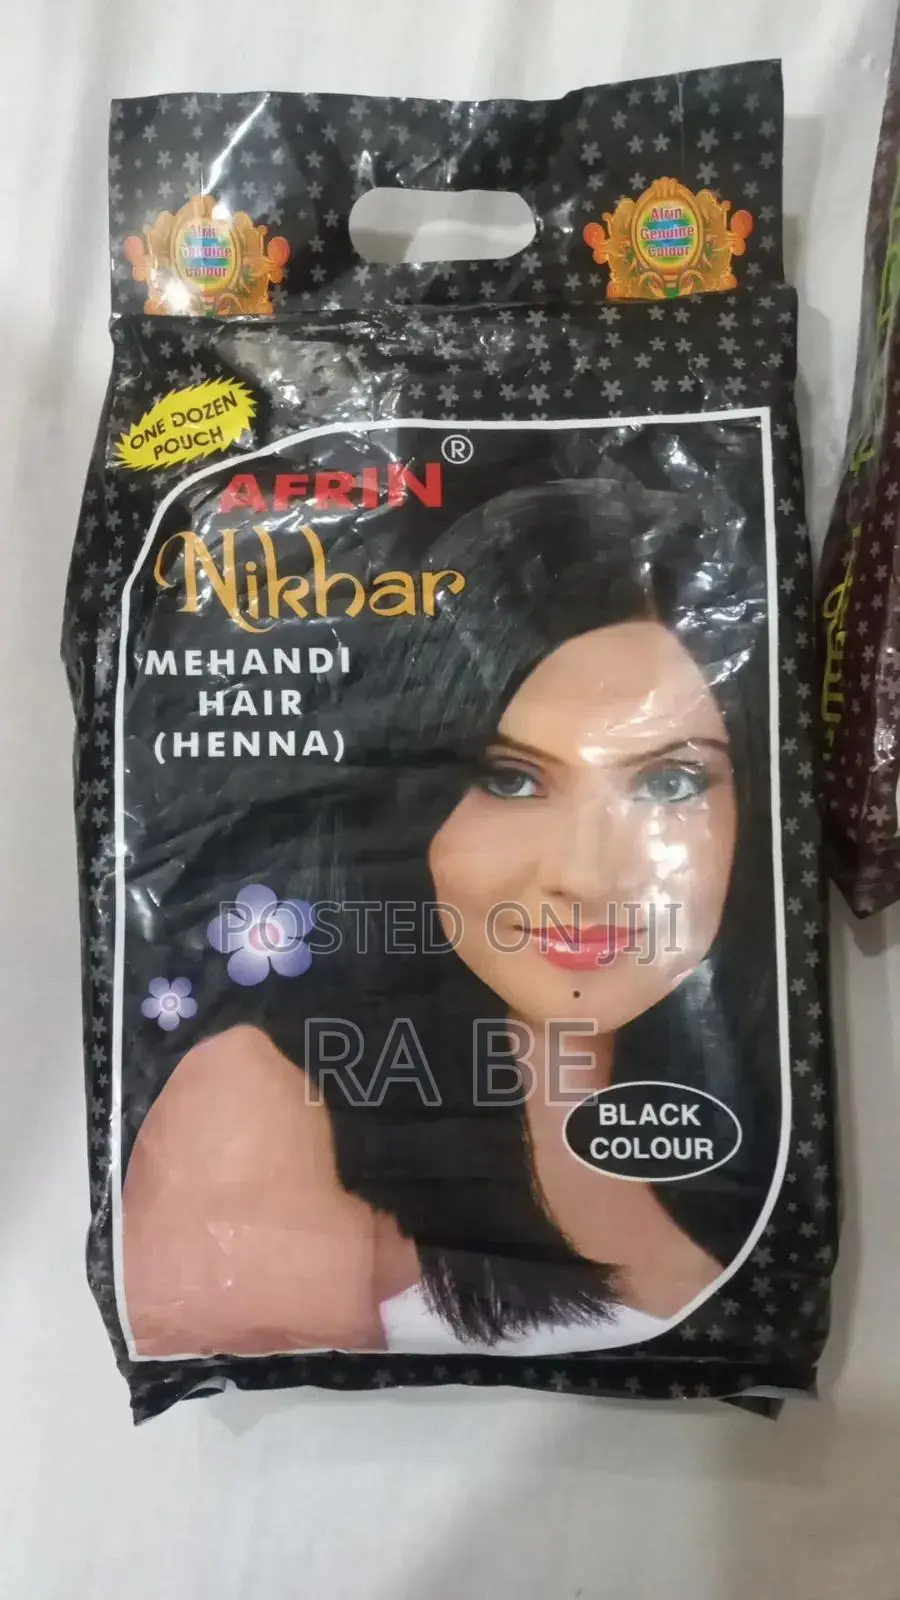 Afrin
Genuine
Colour
Afrin
Genuine
Colour
ONE DOZEN
POUCH
AFRIN ®
Nikhar
MEHANDI
HAIR
(HENNA)
POSTED ON JIJI
RA BE
BLACK
COLOUR